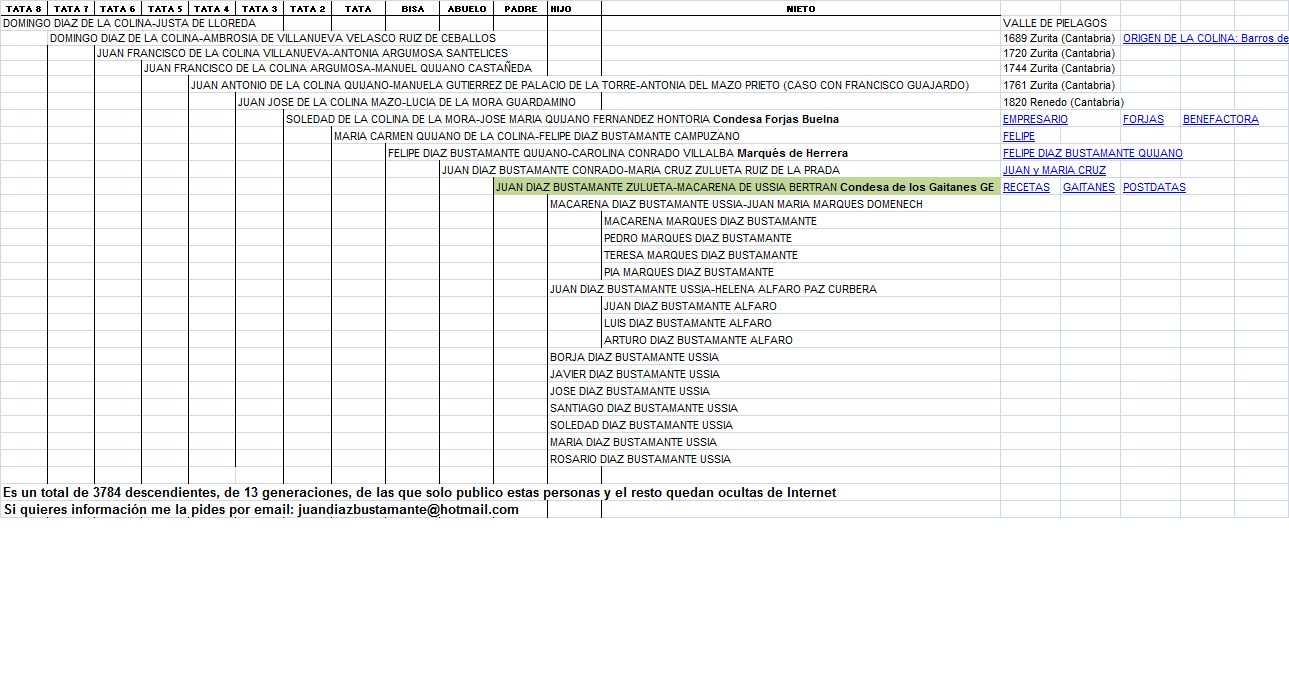 TATA 8 TATA 7 TATA 6 TATA 5 TATA 4 TATA 3 TATA 2 TATA BISA ABUELO PADRE HIJO NIETO
DOMINGO DIAZ DE LA COLINA-JUSTA DE LLOREDA VALLE DE PIELAGOS
DOMINGO DIAZ DE LA COLINA-AMBROSIA DE VILLANUEVA VELASCO RUIZ DE CEBALLOS 1689 Zurita (Cantabria) ORIGEN DE LA COLINA: Barros de
JUAN FRANCISCO DE LA COLINA VILLANUEVA-ANTONIA ARGUMOSA SANTELICES 1720 Zurita (Cantabria)
JUAN FRANCISCO DE LA COLINA ARGUMOSA-MANUEL QUIJANO CASTAÑEDA 1744 Zurita (Cantabria)
JUAN ANTONIO DE LA COLINA QUIJANO-MANUELA GUTIERREZ DE PALACIO DE LA TORRE-ANTONIA DEL MAZO PRIETO (CASO CON FRANCISCO GUAJARDO) 1761 Zurita (Cantabria)
JUAN JOSE DE LA COLINA MAZO-LUCIA DE LA MORA GUARDAMINO 1820 Renedo (Cantabria)
SOLEDAD DE LA COLINA DE LA MORA-JOSE MARIA QUIJANO FERNANDEZ HONTORIA Condesa Forjas Buelna EMPRESARIO FORJAS BENEFACTORA
MARIA CARMEN QUIJANO DE LA COLINA-FELIPE DIAZ BUSTAMANTE CAMPUZANO FELIPE
FELIPE DIAZ BUSTAMANTE QUIJANO-CAROLINA CONRADO VILLALBA Marqués de Herrera FELIPE DIAZ BUSTAMANTE QUIJANO
JUAN DIAZ BUSTAMANTE CONRADO-MARIA CRUZ ZULUETA RUIZ DE LA PRADA JUAN y MARIA CRUZ
JUAN DIAZ BUSTAMANTE ZULUETA-MACARENA DE USSIA BERTRAN Condesa de los Gaitanes GE RECETAS GAITANES POSTDATAS
MACARENA DIAZ BUSTAMANTE USSIA-JUAN MARIA MARQUES DOMENECH
MACARENA MARQUES DIAZ BUSTAMANTE
PEDRO MARQUES DIAZ BUSTAMANTE
TERESA MARQUES DIAZ BUSTAMANTE
PIA MARQUES DIAZ BUSTAMANTE
JUAN DIAZ BUSTAMANTE USSIA-HELENA ALFARO PAZ CURBERA
JUAN DIAZ BUSTAMANTE ALFARO
LUIS DIAZ BUSTAMANTE ALFARO
ARTURO DIAZ BUSTAMANTE ALFARO
BORJA DIAZ BUSTAMANTE USSIA
JAVIER DIAZ BUSTAMANTE USSIA
JOSE DIAZ BUSTAMANTE USSIA
SANTIAGO DIAZ BUSTAMANTE USSIA
SOLEDAD DIAZ BUSTAMANTE USSIA
MARIA DIAZ BUSTAMANTE USSIA
ROSARIO DIAZ BUSTAMANTE USSIA
Es un total de 3784 descendientes, de 13 generaciones, de las que solo publico estas personas y el resto quedan ocultas de Internet
Si quieres información me la pides por email: juandiazbustamante@hotmail.com